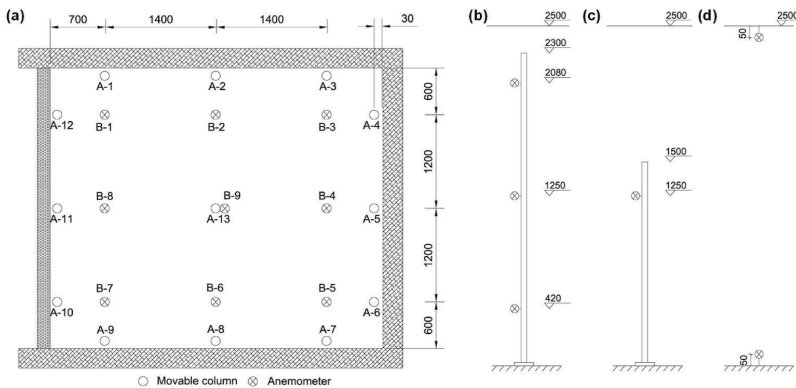 (a)
700
1400
1400
30
A-1
A-2
A-3
A-12
B-1
B-2
B-3
A-4
600
B-8
B-9
B-4
1200
A-11
A-13
A-5
B-7
B-6
B-5
1200
A-10
A-6
A-9
A-8
A-7
600
Movable column
Anemometer
(b)
2500
2300
2080
1250
420
(c)
2500
1500
1250
(d)
2500
50
50